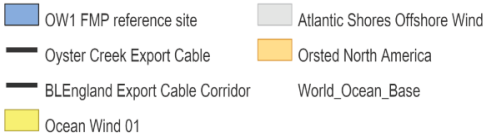 OW1 FMP reference site
Oyster Creek Export Cable
BLEngland Export Cable Corridor
Ocean Wind 01
Atlantic Shores Offshore Wind
Orsted North America
World_Ocean_Base